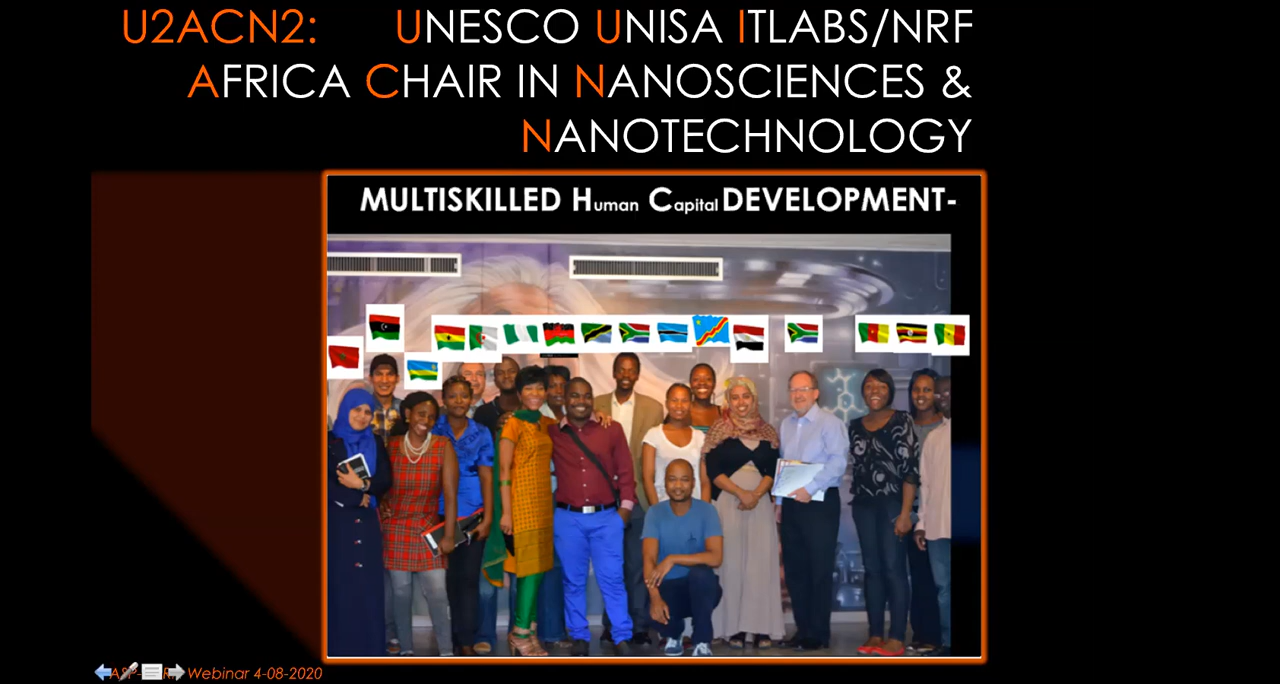 U2ACN2: UNESCO UNISA ITLABS/NRF
AFRICA CHAIR IN NANOSCIENCES &
NANOTECHNOLOGY
MULTISKILLED Human Capital DEVELOPMENT-
Webinar 4-08-2020